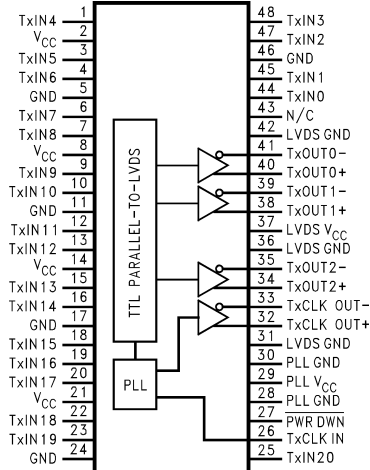 TxIN4 1
VCC 2
TxIN5 3
TxIN6 4
GND 5
TxIN7 6
TxIN8 7
VCC 8
TxIN9 9
TxIN10 10
GND 11
TxIN11 12
TxIN12 13
VCC 14
TxIN13 15
TxIN14 16
GND 17
TxIN15 18
TxIN16 19
TxIN17 20
VCC 21
TxIN18 22
TxIN19 23
GND 24
TTL PARALLEL-TO-LVDS
PLL
48 TxIN3
47 TxIN2
46 GND
45 TxIN1
44 TxIN0
43 N/C
42 LVDS GND
41 TxOUT0-
40 TxOUT0+
39 TxOUT1-
38 TxOUT1+
37 LVDS VCC
36 LVDS GND
35 TxOUT2-
34 TxOUT2+
33 TxCLK OUT-
32 TxCLK OUT+
31 LVDS GND
30 PLL GND
29 PLL VCC
28 PLL GND
27 PWR DWN
26 TxCLK IN
25 TxIN20